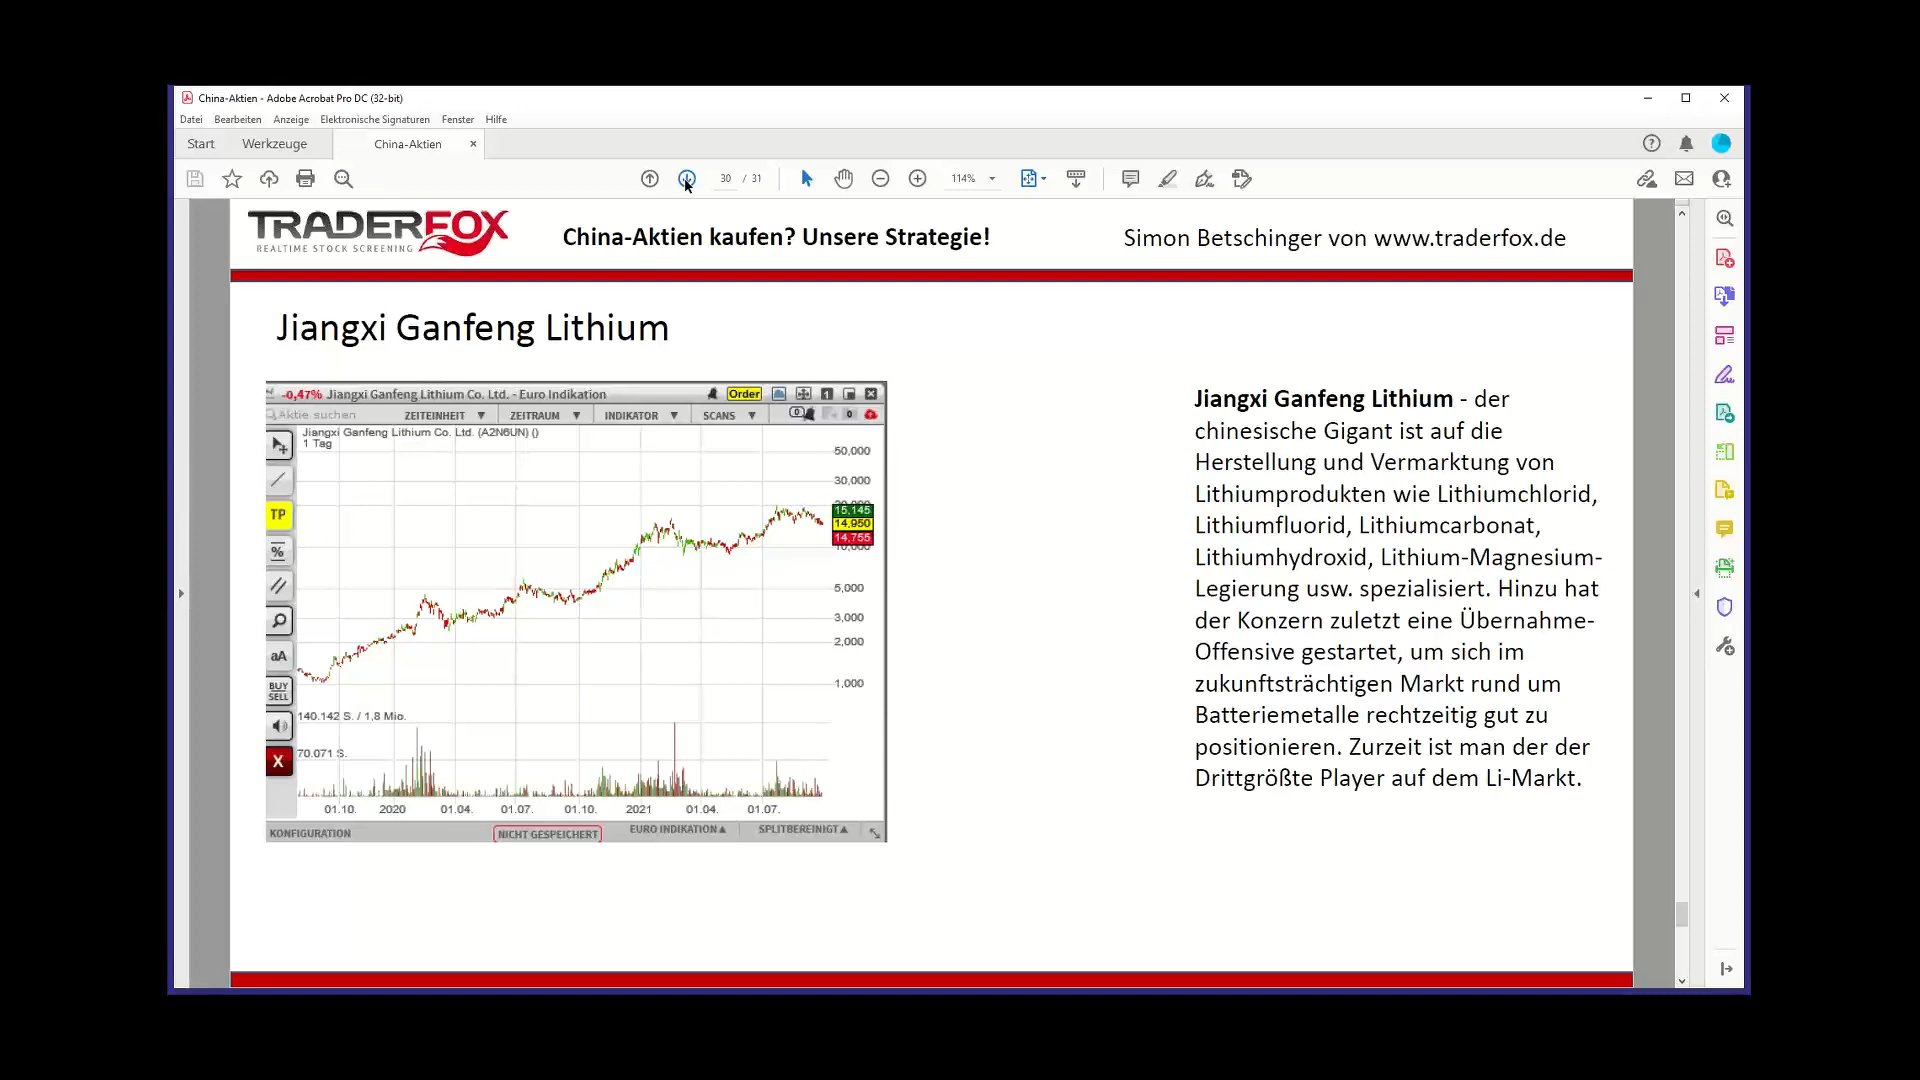 China-Aktien - Adobe Acrobat Pro DC (32-bit)
Datei Bearbeiten Anzeige Elektronische Signaturen Fenster Hilfe
Start Werkzeuge China-Aktien ×
30 / 31 114%
TRADERFOX
REALTIME STOCK SCREENING
China-Aktien kaufen? Unsere Strategie!
Simon Betschinger von www.traderfox.de
Jiangxi Ganfeng Lithium
-0,47% Jiangxi Ganfeng Lithium Co. Ltd. - Euro Indikation Order 1
Aktie suchen ZEITEINHEIT ZEITRAUM INDIKATOR SCANS 0 0
Jiangxi Ganfeng Lithium Co. Ltd. (A2N6UN) ()
1 Tag
50,000
30,000
15,145
14,950
14,755
10,000
5,000
3,000
2,000
1,000
TP
%
aA
BUY
SELL
X
140.142 S. / 1,8 Mio.
70.071 S.
01.10. 2020 01.04. 01.07. 01.10. 2021 01.04. 01.07.
KONFIGURATION NICHT GESPEICHERT EURO INDIKATION SPLITBEREINIGT
Jiangxi Ganfeng Lithium - der
chinesische Gigant ist auf die
Herstellung und Vermarktung von
Lithiumprodukten wie Lithiumchlorid,
Lithiumfluorid, Lithiumcarbonat,
Lithiumhydroxid, Lithium-Magnesium-
Legierung usw. spezialisiert. Hinzu hat
der Konzern zuletzt eine Übernahme-
Offensive gestartet, um sich im
zukunftsträchtigen Markt rund um
Batteriemetalle rechtzeitig gut zu
positionieren. Zurzeit ist man der der
Drittgrößte Player auf dem Li-Markt.